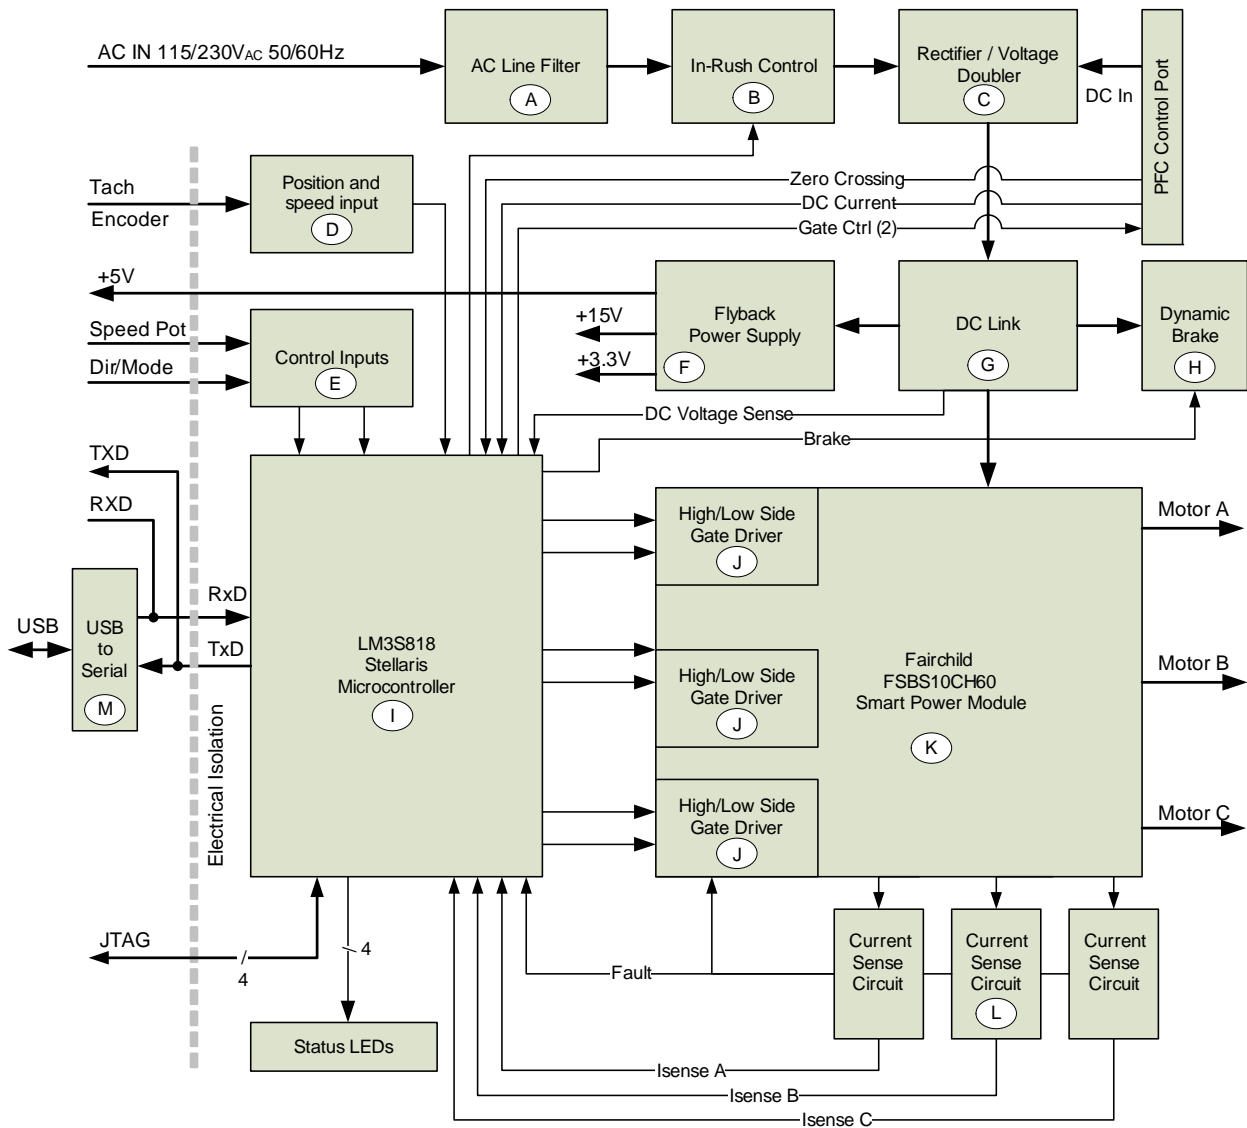 AC IN 115/230VAC 50/60Hz
AC Line Filter
A
In-Rush Control
B
Rectifier / Voltage
Doubler
C
DC In
PFC Control Port
Tach
Encoder
Position and
speed input
D
Zero Crossing
DC Current
Gate Ctrl (2)
+5V
Speed Pot
Dir/Mode
Control Inputs
E
+15V
+3.3V
Flyback
Power Supply
F
DC Link
G
Dynamic
Brake
H
DC Voltage Sense
Brake
TXD
RXD
USB
USB
to
Serial
M
RxD
TxD
Electrical Isolation
LM3S818
Stellaris
Microcontroller
I
High/Low Side
Gate Driver
J
High/Low Side
Gate Driver
J
High/Low Side
Gate Driver
J
Fairchild
FSBS10CH60
Smart Power Module
K
Motor A
Motor B
Motor C
JTAG
/
4
/ 4
Status LEDs
Fault
Current
Sense
Circuit
Current
Sense
Circuit
L
Current
Sense
Circuit
Isense A
Isense B
Isense C